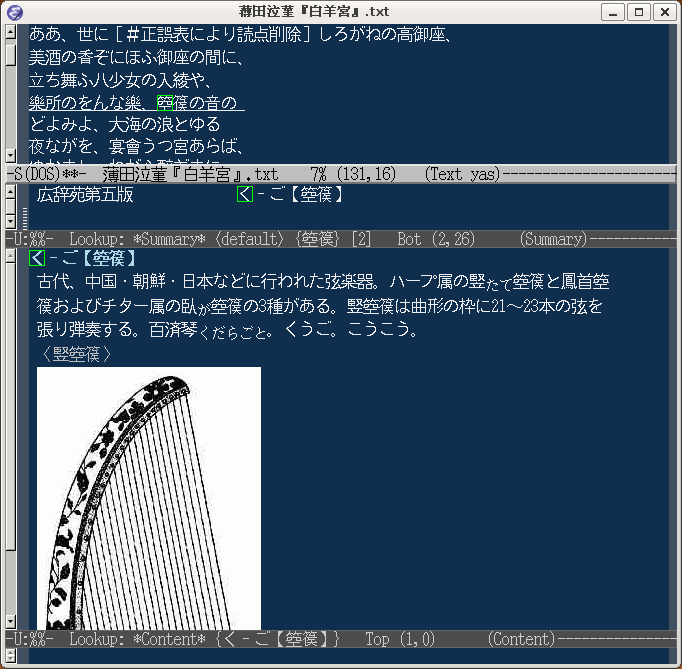 薄田泣菫『白羊宮』.txt
ああ、世に［＃正誤表により読点削除］しろがねの高御座、
美酒の香ぞにほふ御座の間に、
立ち舞ふ八少女の入綾や、
樂所のをんな樂、箜篌の音の
どよみよ、大海の浪とゆる
夜ながを、宴會うつ宮あらば、
-S(DOS)**-  薄田泣菫『白羊宮』.txt   7% (131,16)   (Text yas)-----------------------
広辞苑第五版 く‐ご【箜篌】
-U:%%-  Lookup: *Summary* <default> {箜篌} [2]   Bot (2,26)     (Summary)-----------
く‐ご【箜篌】
古代、中国・朝鮮・日本などに行われた弦楽器。ハープ属の竪たて箜篌と鳳首箜
篌およびチター属の臥が箜篌の3種がある。竪箜篌は曲形の枠に21～23本の弦を
張り弾奏する。百済琴くだらごと。くうご。こうこう。
〈竪箜篌〉
-U:%%-  Lookup: *Content* {く‐ご【箜篌】}   Top (1,0)      (Content)---------------